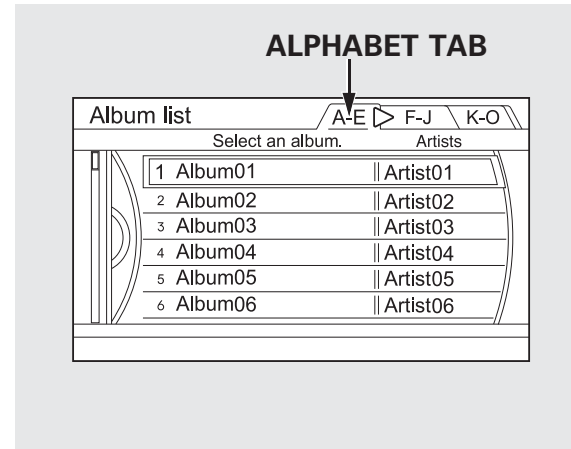 ALPHABET TAB
Album list A-E F-J K-O
Select an album. Artists
1 Album01 Artist01
2 Album02 Artist02
3 Album03 Artist03
4 Album04 Artist04
5 Album05 Artist05
6 Album06 Artist06